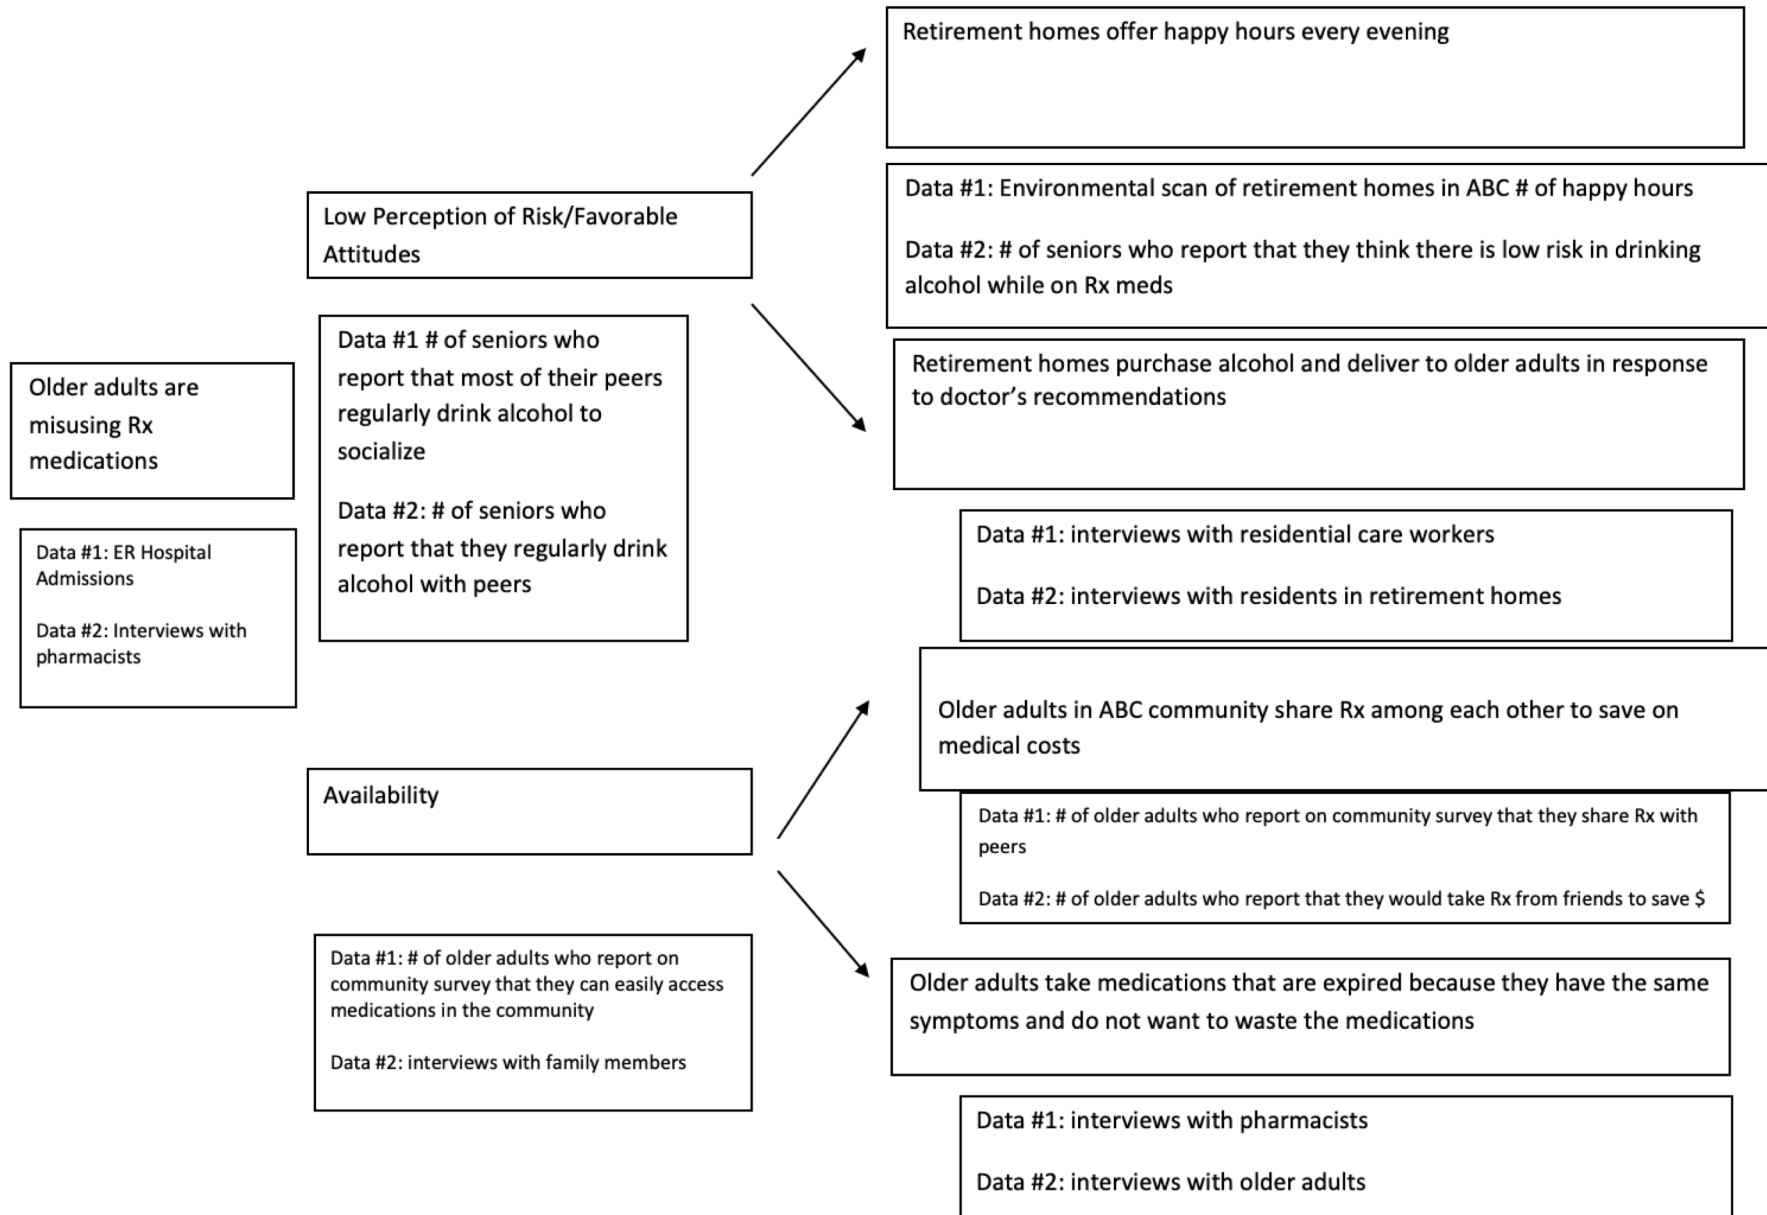 Older adults are
misusing Rx
medications
Data #1: ER Hospital
Admissions
Data #2: Interviews with
pharmacists
Low Perception of Risk/Favorable
Attitudes
Data #1 # of seniors who
report that most of their peers
regularly drink alcohol to
socialize
Data #2: # of seniors who
report that they regularly drink
alcohol with peers
Availability
Data #1: # of older adults who report on
community survey that they can easily access
medications in the community
Data #2: interviews with family members
Retirement homes offer happy hours every evening
Data #1: Environmental scan of retirement homes in ABC # of happy hours
Data #2: # of seniors who report that they think there is low risk in drinking
alcohol while on Rx meds
Retirement homes purchase alcohol and deliver to older adults in response
to doctor’s recommendations
Data #1: interviews with residential care workers
Data #2: interviews with residents in retirement homes
Older adults in ABC community share Rx among each other to save on
medical costs
Data #1: # of older adults who report on community survey that they share Rx with
peers
Data #2: # of older adults who report that they would take Rx from friends to save $
Older adults take medications that are expired because they have the same
symptoms and do not want to waste the medications
Data #1: interviews with pharmacists
Data #2: interviews with older adults